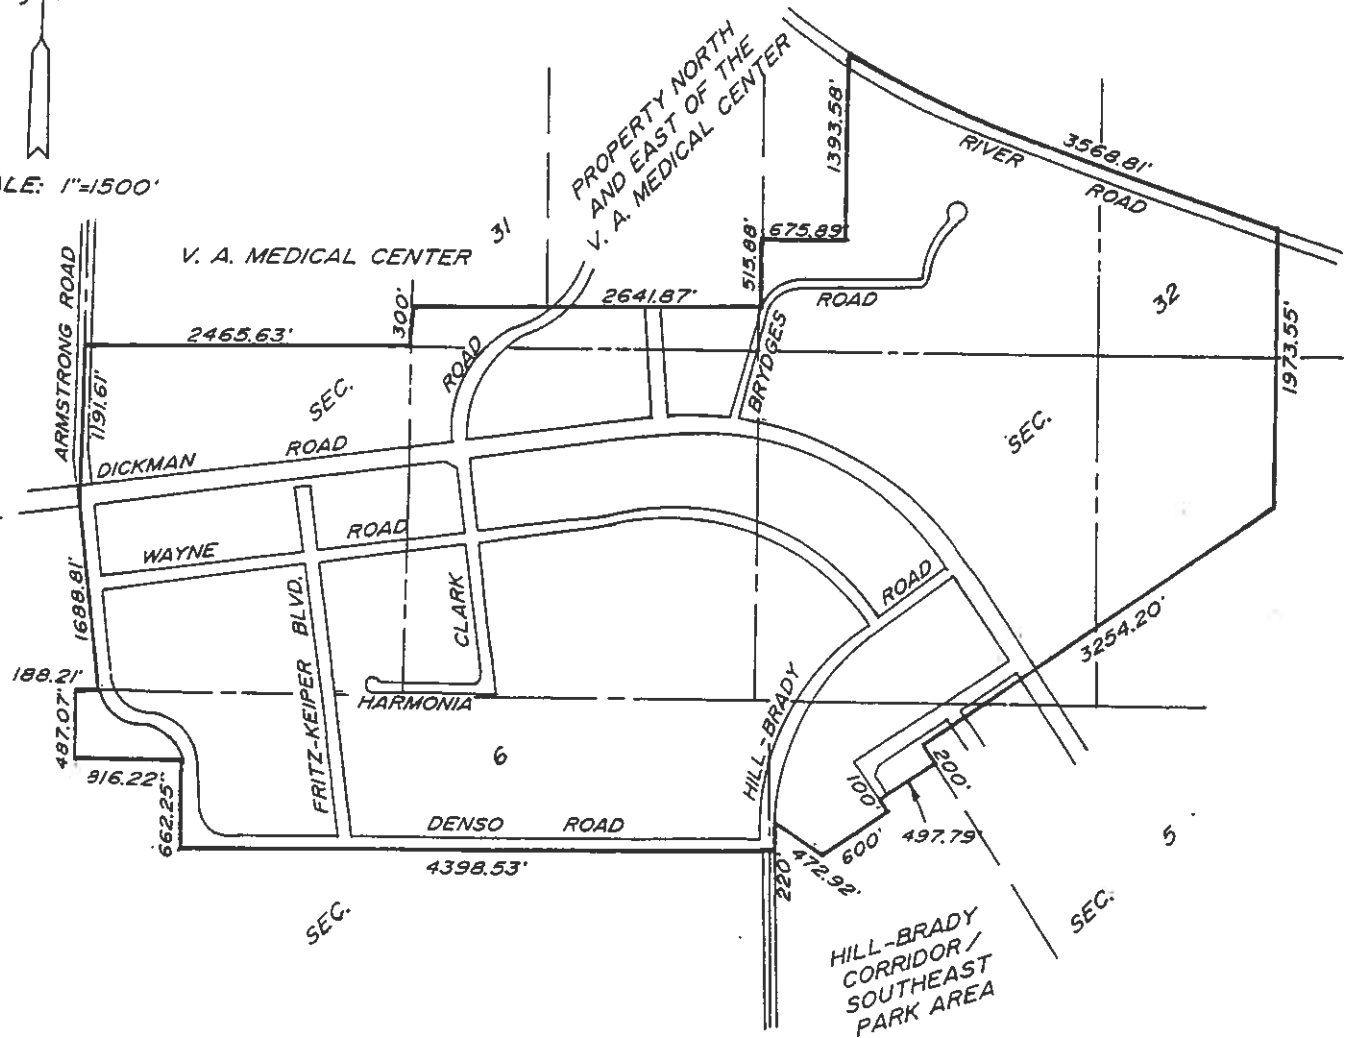 LE: 1"=1500'
PROPERTY NORTH
AND EAST OF THE
V. A. MEDICAL CENTER
1393.58'
RIVER
ROAD
3568.81'
V. A. MEDICAL CENTER
31
515.88'
675.89'
ROAD
32
ARMSTRONG ROAD
2465.63'
300'
2641.87'
1973.55'
1191.61'
SEC.
ROAD
BRYDGES
SEC.
DICKMAN
ROAD
WAYNE
ROAD
1688.81'
FRITZ-KEIPER BLVD.
CLARK
ROAD
3254.20'
188.21'
HARMONIA
487.07'
6
HILL-BRADY
916.22'
662.25'
DENSO
ROAD
100'
200'
497.79'
5
4398.53'
220'
472.92'
600'
SEC.
SEC.
HILL-BRADY
CORRIDOR/
SOUTHEAST
PARK AREA